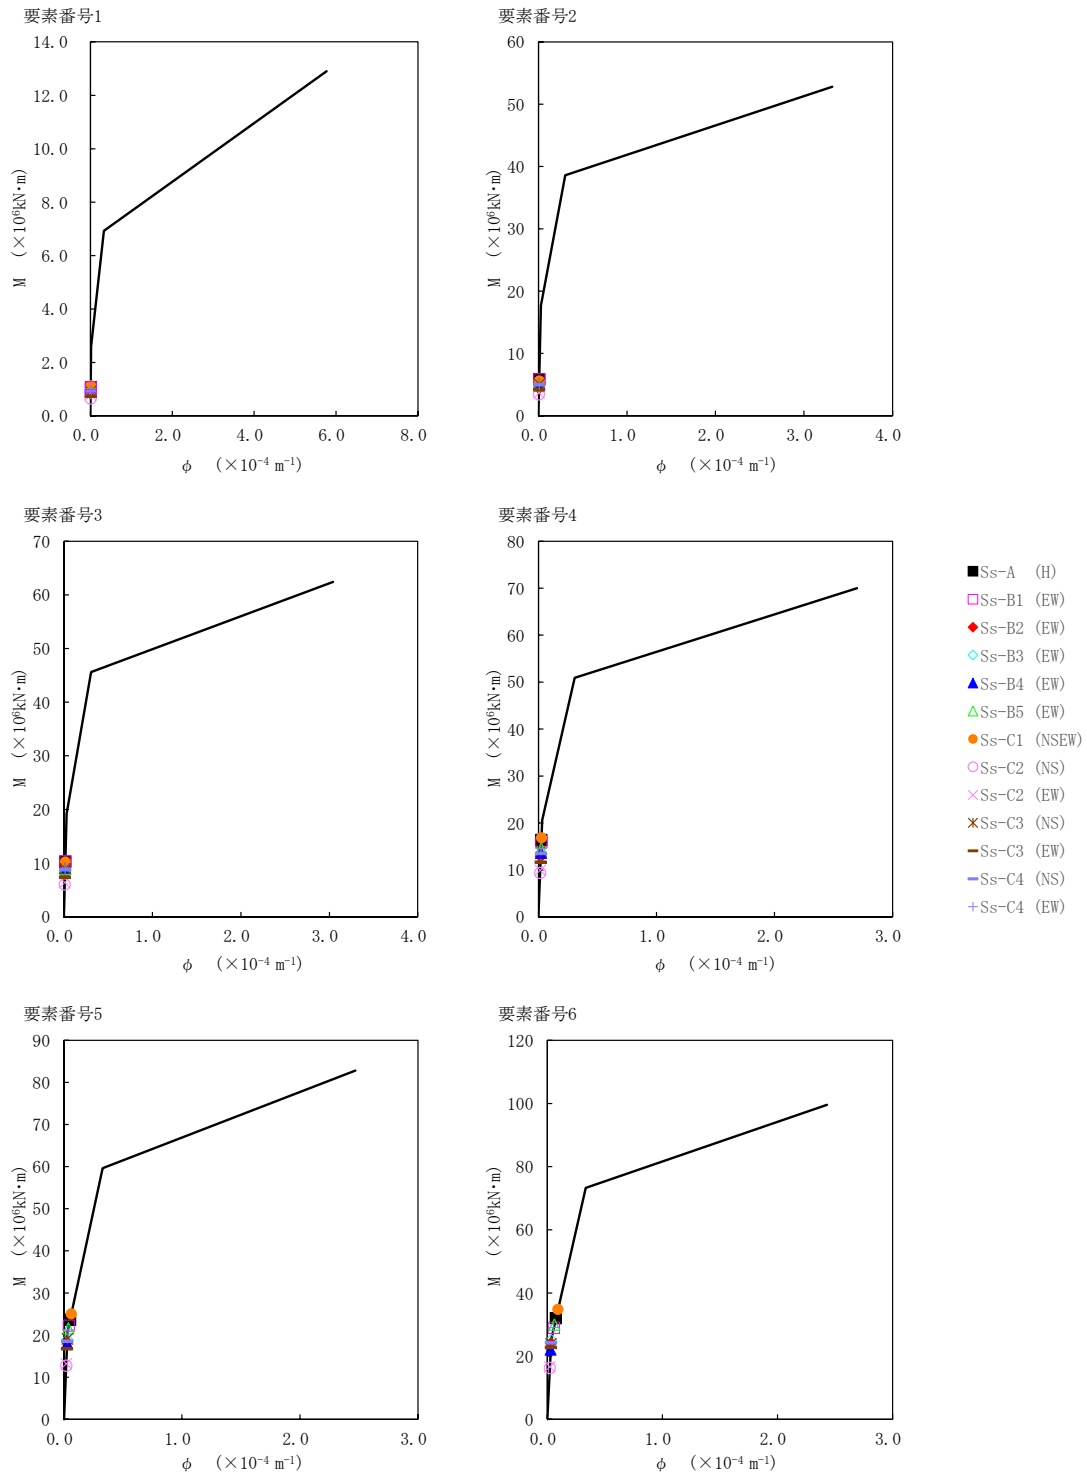 要素番号1
14.0
12.0
10.0
8.0
6.0
4.0
2.0
0.0
M (×10⁶kN・m)
0.0 2.0 4.0 6.0 8.0
φ (×10⁻⁴ m⁻¹)
要素番号2
60
50
40
30
20
10
0
M (×10⁶kN・m)
0.0 1.0 2.0 3.0 4.0
φ (×10⁻⁴ m⁻¹)
要素番号3
70
60
50
40
30
20
10
0
M (×10⁶kN・m)
0.0 1.0 2.0 3.0 4.0
φ (×10⁻⁴ m⁻¹)
要素番号4
80
70
60
50
40
30
20
10
0
M (×10⁶kN・m)
0.0 1.0 2.0 3.0
φ (×10⁻⁴ m⁻¹)
Ss-A (H)
Ss-B1 (EW)
Ss-B2 (EW)
Ss-B3 (EW)
Ss-B4 (EW)
Ss-B5 (EW)
Ss-C1 (NSEW)
Ss-C2 (NS)
Ss-C2 (EW)
Ss-C3 (NS)
Ss-C3 (EW)
Ss-C4 (NS)
Ss-C4 (EW)
要素番号5
90
80
70
60
50
40
30
20
10
0
M (×10⁶kN・m)
0.0 1.0 2.0 3.0
φ (×10⁻⁴ m⁻¹)
要素番号6
120
100
80
60
40
20
0
M (×10⁶kN・m)
0.0 1.0 2.0 3.0
φ (×10⁻⁴ m⁻¹)